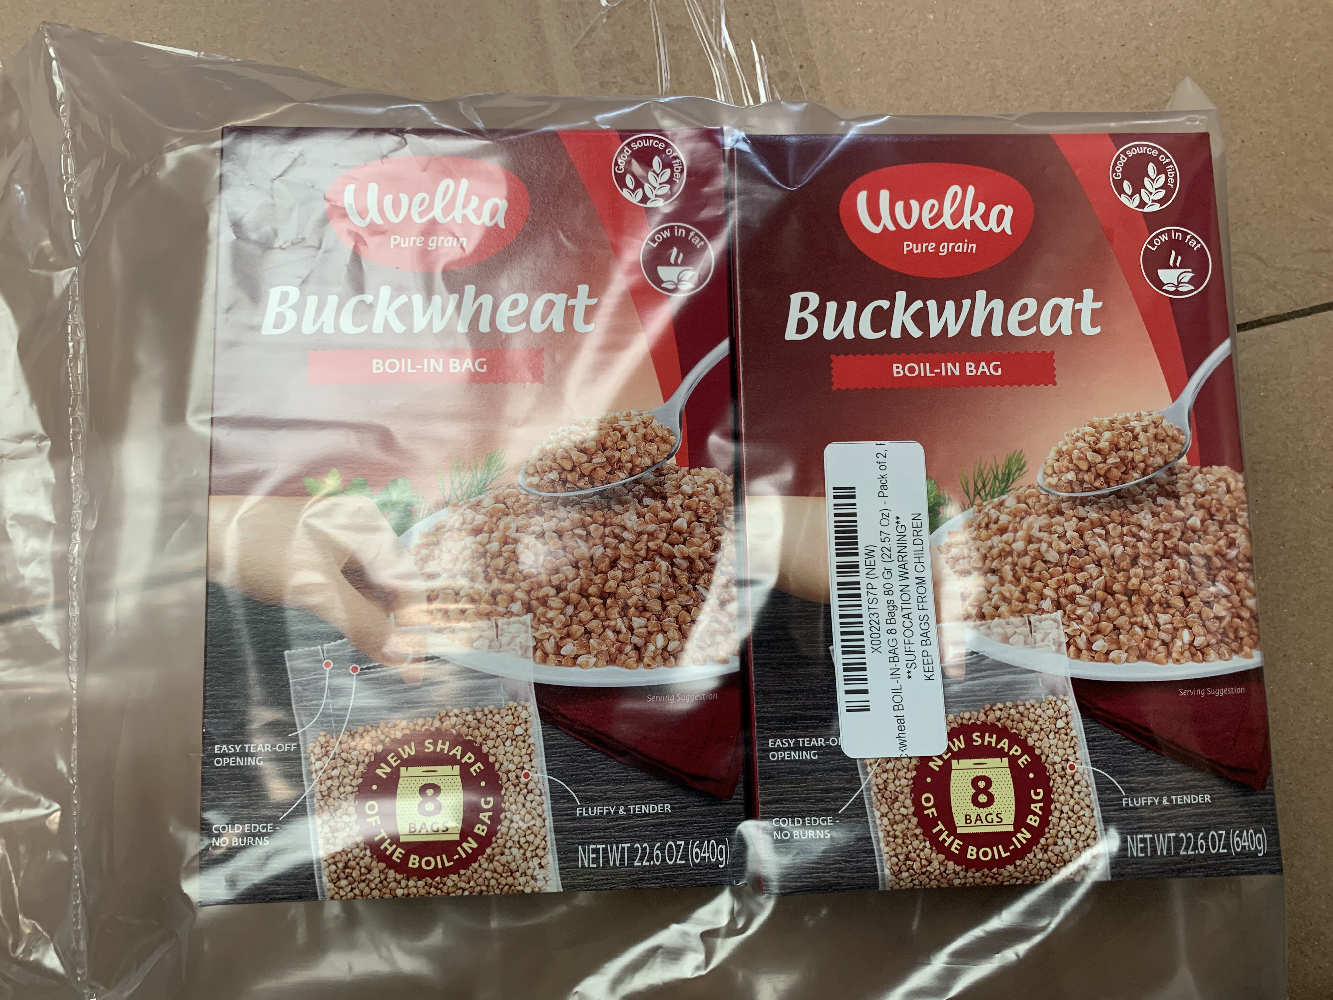 Uvelka
Pure grain
Good source of fiber
Low in fat
Buckwheat
BOIL-IN BAG
Serving Suggestion
EASY TEAR-OFF
OPENING
COLD EDGE -
NO BURNS
NEW SHAPE
OF THE BOIL-IN BAG
8
BAGS
FLUFFY & TENDER
NET WT 22.6 OZ (640g)
Uvelka
Pure grain
Good source of fiber
Low in fat
Buckwheat
BOIL-IN BAG
X00223TS7P (NEW)
kwheat BOIL-IN-BAG 8 Bags 80 Gr (22.57 Oz) - Pack of 2,
**SUFFOCATION WARNING**
KEEP BAGS FROM CHILDREN
Serving Suggestion
EASY TEAR-O
OPENING
COLD EDGE -
NO BURNS
NEW SHAPE
OF THE BOIL-IN BAG
8
BAGS
FLUFFY & TENDER
NET WT 22.6 OZ (640g)